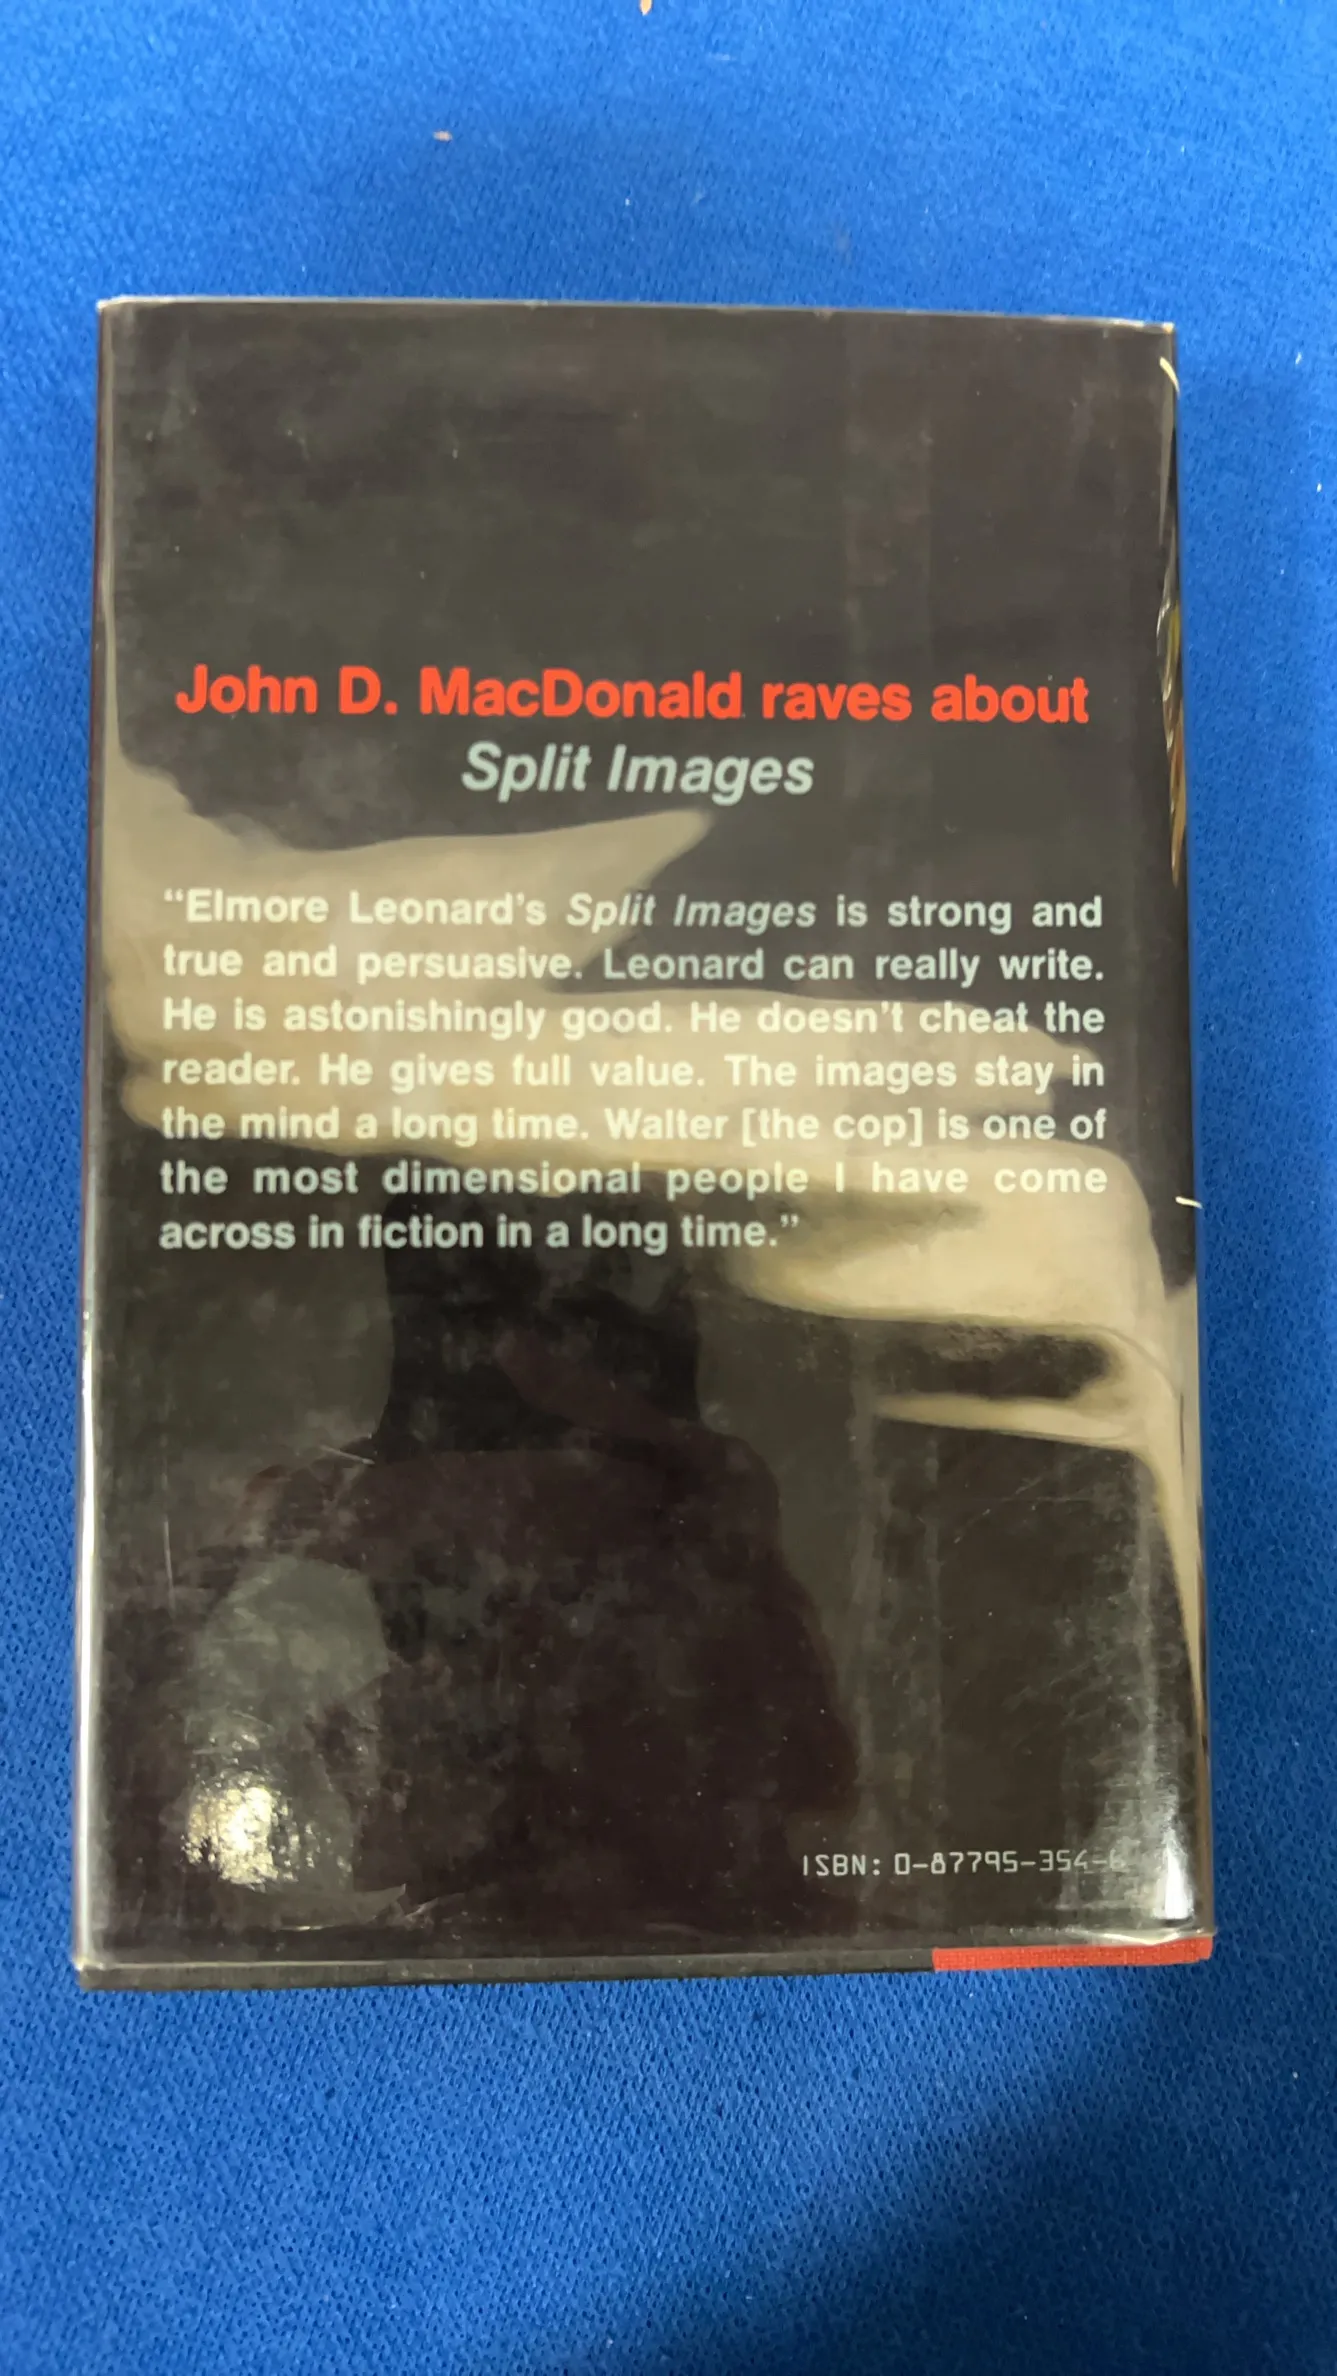 John D. MacDonald raves about
Split Images
“Elmore Leonard's Split Images is strong and
true and persuasive. Leonard can really write.
He is astonishingly good. He doesn't cheat the
reader. He gives full value. The images stay in
the mind a long time. Walter [the cop] is one of
the most dimensional people I have come
across in fiction in a long time.”
ISBN: 0-87795-354-6